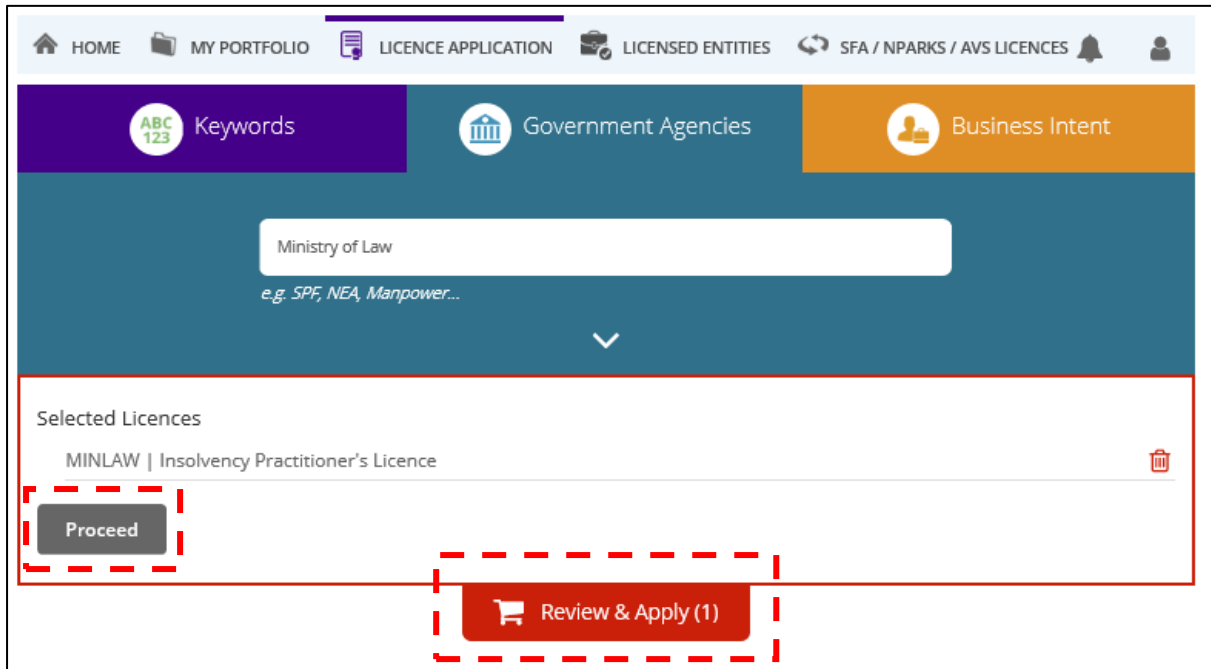 HOME MY PORTFOLIO LICENCE APPLICATION LICENSED ENTITIES SFA / NPARKS / AVS LICENCES
ABC 123 Keywords Government Agencies Business Intent
Ministry of Law
e.g. SPF, NEA, Manpower...
Selected Licences
MINLAW | Insolvency Practitioner's Licence
Proceed
Review & Apply (1)